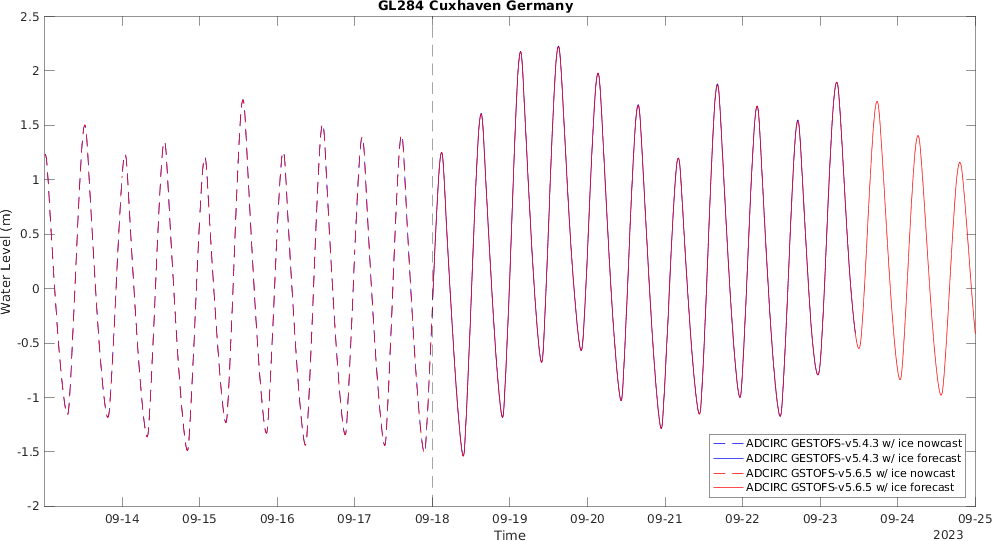 GL284 Cuxhaven Germany
2.5
2
1.5
1
0.5
0
-0.5
-1
-1.5
-2
Water Level (m)
ADCIRC GESTOFS-v5.4.3 w/ ice nowcast
ADCIRC GESTOFS-v5.4.3 w/ ice forecast
ADCIRC GSTOFS-v5.6.5 w/ ice nowcast
ADCIRC GSTOFS-v5.6.5 w/ ice forecast
09-14 09-15 09-16 09-17 09-18 09-19 09-20 09-21 09-22 09-23 09-24 09-25
Time
2023